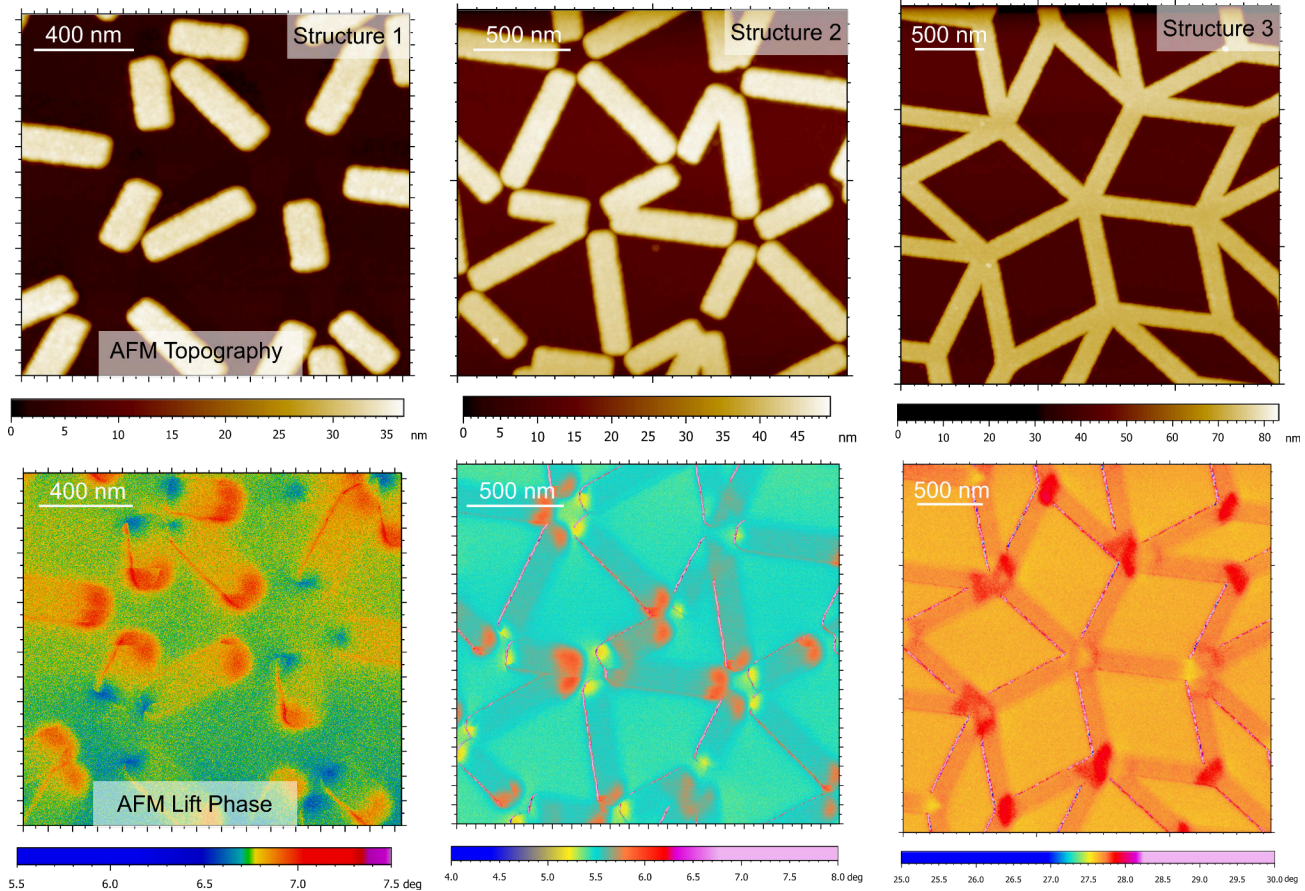 400 nm
Structure 1
500 nm
Structure 2
500 nm
Structure 3
AFM Topography
0 5 10 15 20 25 30 35 nm
0 5 10 15 20 25 30 35 40 45 nm
0 10 20 30 40 50 60 70 80 nm
400 nm
500 nm
500 nm
AFM Lift Phase
5.5 6.0 6.5 7.0 7.5 deg
4.0 4.5 5.0 5.5 6.0 6.5 7.0 7.5 8.0 deg
25.0 25.5 26.0 26.5 27.0 27.5 28.0 28.5 29.0 29.5 30.0 deg